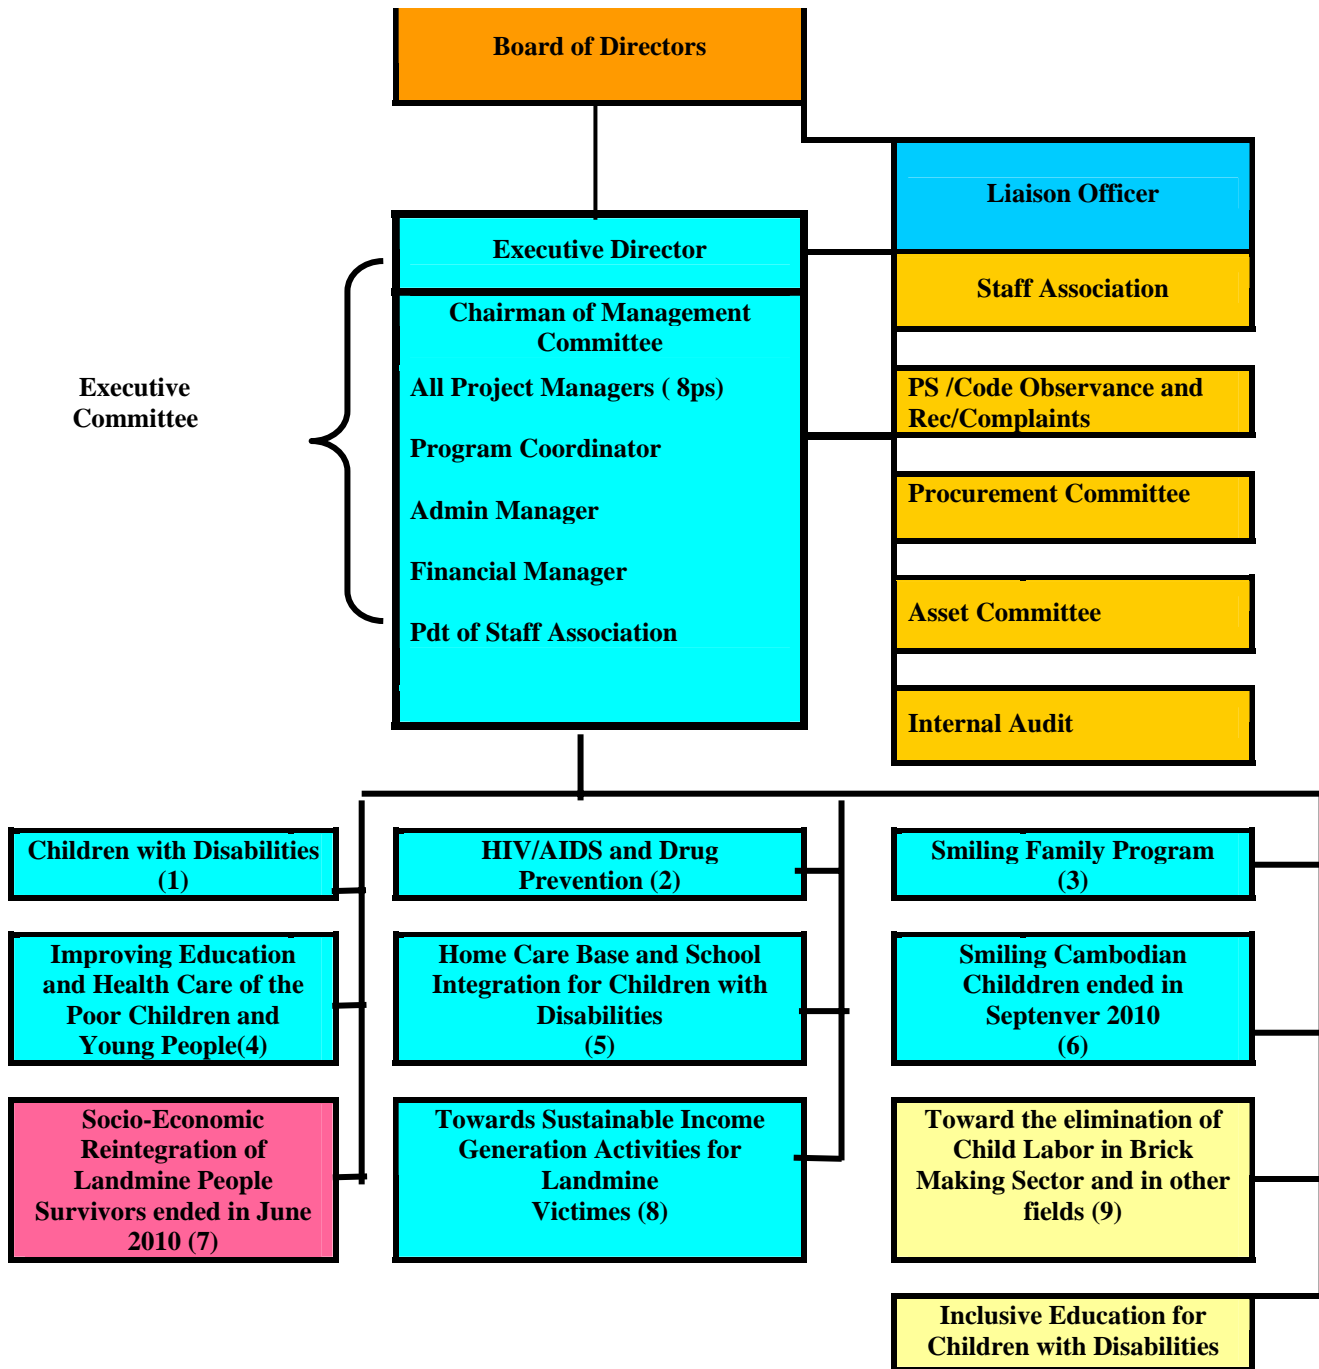 Board of Directors
Liaison Officer
Executive Director
Staff Association
Chairman of Management
Committee
Executive
Committee
All Project Managers ( 8ps)
Program Coordinator
Admin Manager
Financial Manager
Pdt of Staff Association
PS /Code Observance and
Rec/Complaints
Procurement Committee
Asset Committee
Internal Audit
Children with Disabilities
(1)
HIV/AIDS and Drug
Prevention (2)
Smiling Family Program
(3)
Improving Education
and Health Care of the
Poor Children and
Young People(4)
Home Care Base and School
Integration for Children with
Disabilities
(5)
Smiling Cambodian
Childdren ended in
Septenver 2010
(6)
Socio-Economic
Reintegration of
Landmine People
Survivors ended in June
2010 (7)
Towards Sustainable Income
Generation Activities for
Landmine
Victimes (8)
Toward the elimination of
Child Labor in Brick
Making Sector and in other
fields (9)
Inclusive Education for
Children with Disabilities